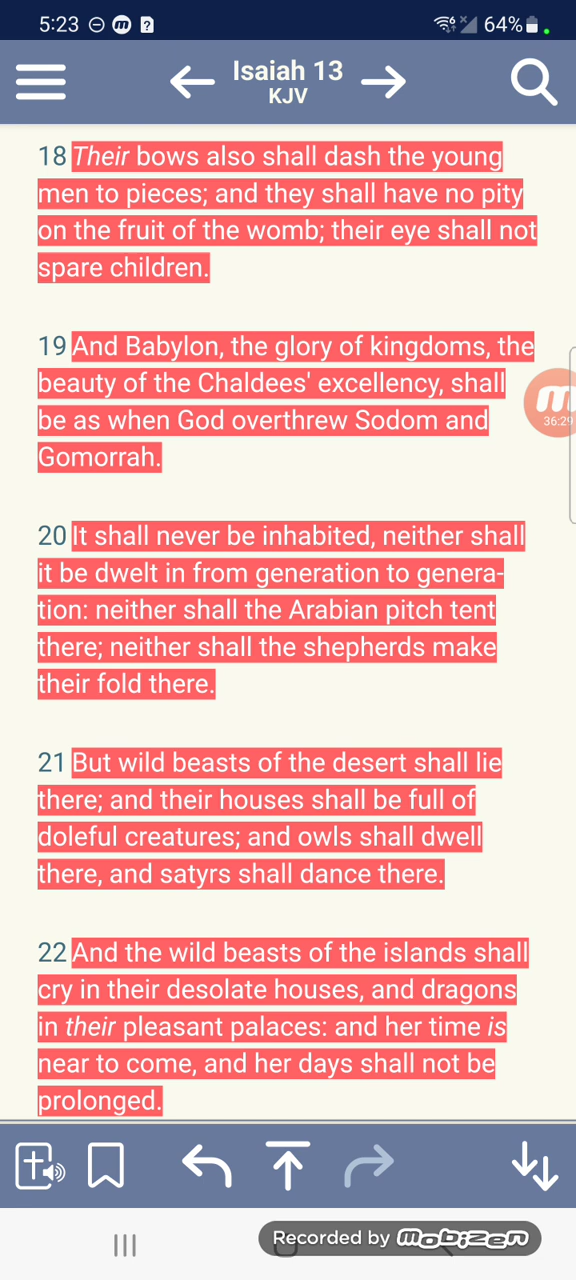 5:23
64%
Isaiah 13
KJV
18 Their bows also shall dash the young
men to pieces; and they shall have no pity
on the fruit of the womb; their eye shall not
spare children.
19 And Babylon, the glory of kingdoms, the
beauty of the Chaldees' excellency, shall
be as when God overthrew Sodom and
Gomorrah.
36:29
20 It shall never be inhabited, neither shall
it be dwelt in from generation to genera-
tion: neither shall the Arabian pitch tent
there; neither shall the shepherds make
their fold there.
21 But wild beasts of the desert shall lie
there; and their houses shall be full of
doleful creatures; and owls shall dwell
there, and satyrs shall dance there.
22 And the wild beasts of the islands shall
cry in their desolate houses, and dragons
in their pleasant palaces: and her time is
near to come, and her days shall not be
prolonged.
Recorded by mobizen